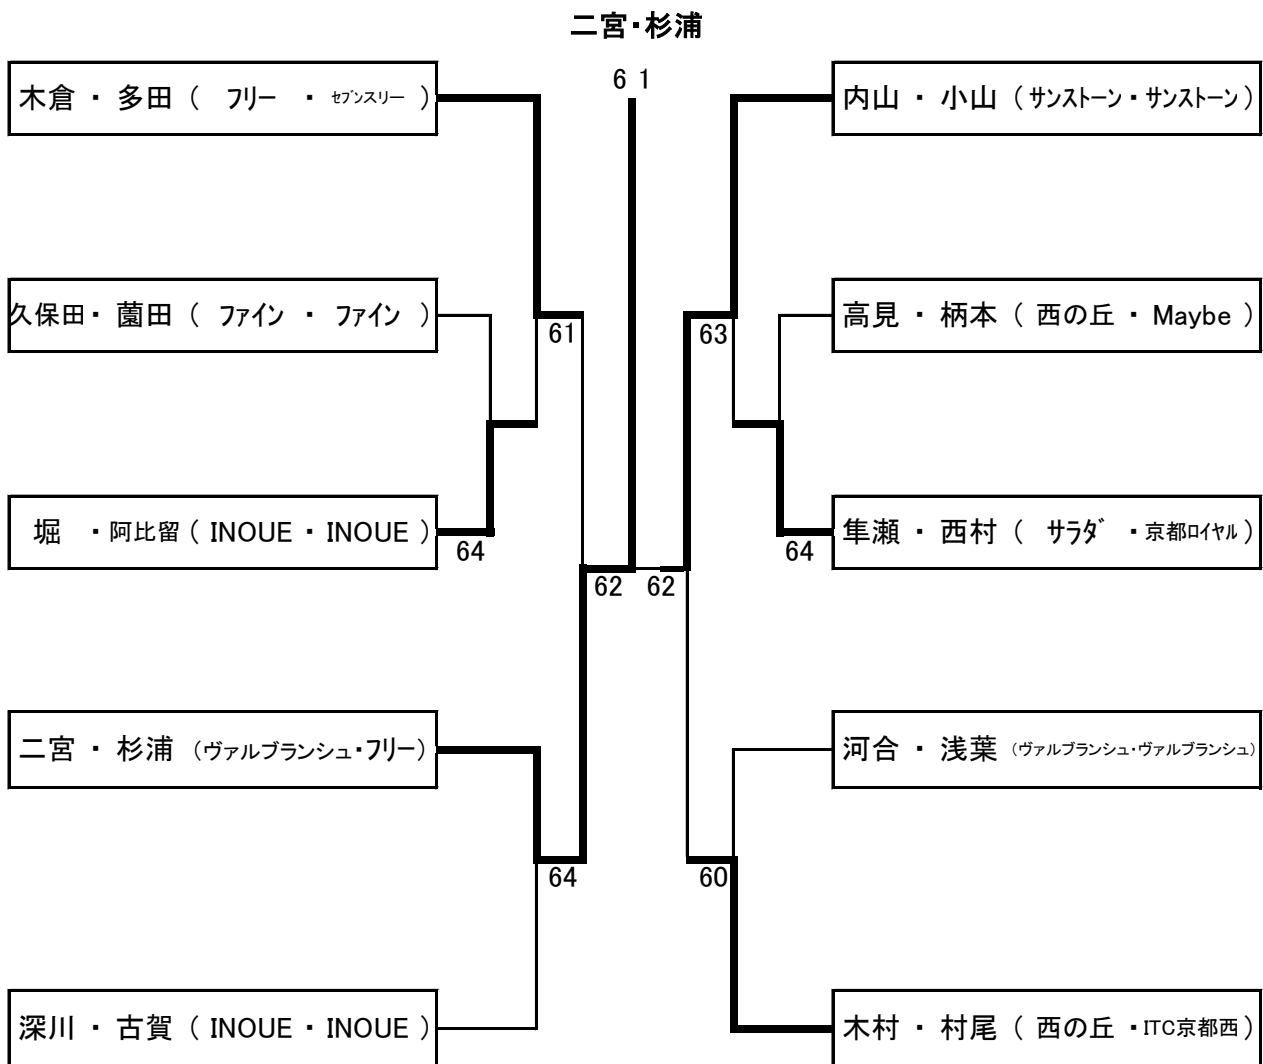 二宮・杉浦
6 1
木倉 ・ 多田 ( フリー ・ セブンスリー )
内山 ・ 小山 ( サンストーン ・ サンストーン )
久保田 ・ 薗田 ( ファイン ・ ファイン )
高見 ・ 柄本 ( 西の丘 ・ Maybe )
61
63
堀 ・ 阿比留 ( INOUE ・ INOUE )
隼瀬 ・ 西村 ( サラダ ・ 京都ロイヤル )
64
64
62
62
二宮 ・ 杉浦 (ヴァルブランシュ・フリー)
河合 ・ 浅葉 (ヴァルブランシュ・ヴァルブランシュ)
64
60
深川 ・ 古賀 ( INOUE ・ INOUE )
木村 ・ 村尾 ( 西の丘 ・ ITC京都西 )